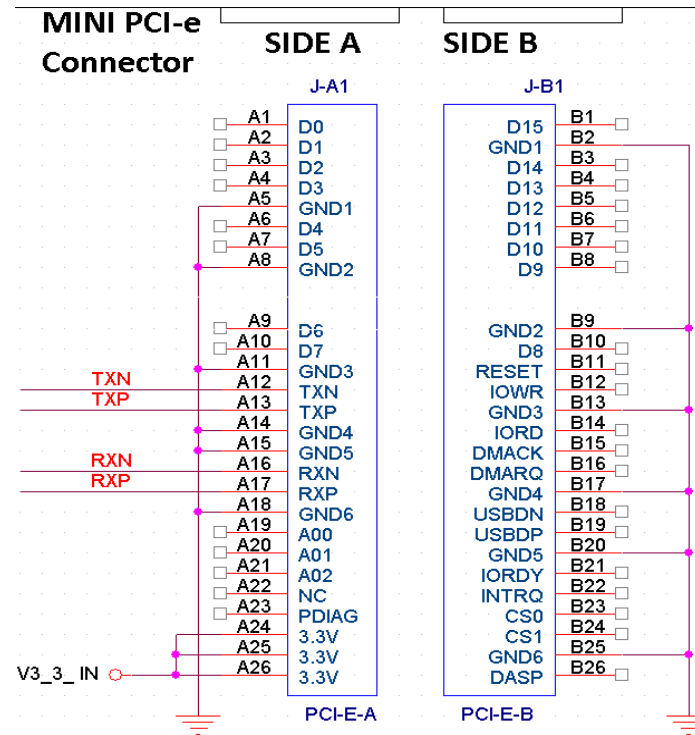 MINI PCI-e
Connector
SIDE A
SIDE B
J-A1
J-B1
A1 D0 D15 B1
A2 D1 GND1 B2
A3 D2 D14 B3
A4 D3 D13 B4
A5 GND1 D12 B5
A6 D4 D11 B6
A7 D5 D10 B7
A8 GND2 D9 B8
A9 D6 GND2 B9
A10 D7 D8 B10
A11 GND3 RESET B11
TXN A12 TXN IOWR B12
TXP A13 TXP GND3 B13
A14 GND4 IORD B14
A15 GND5 DMACK B15
RXN A16 RXN DMARQ B16
RXP A17 RXP GND4 B17
A18 GND6 USBDN B18
A19 A00 USBDP B19
A20 A01 GND5 B20
A21 A02 IORDY B21
A22 NC INTRQ B22
A23 PDIAG CS0 B23
A24 3.3V CS1 B24
A25 3.3V GND6 B25
V3_3_ IN A26 3.3V DASP B26
PCI-E-A
PCI-E-B